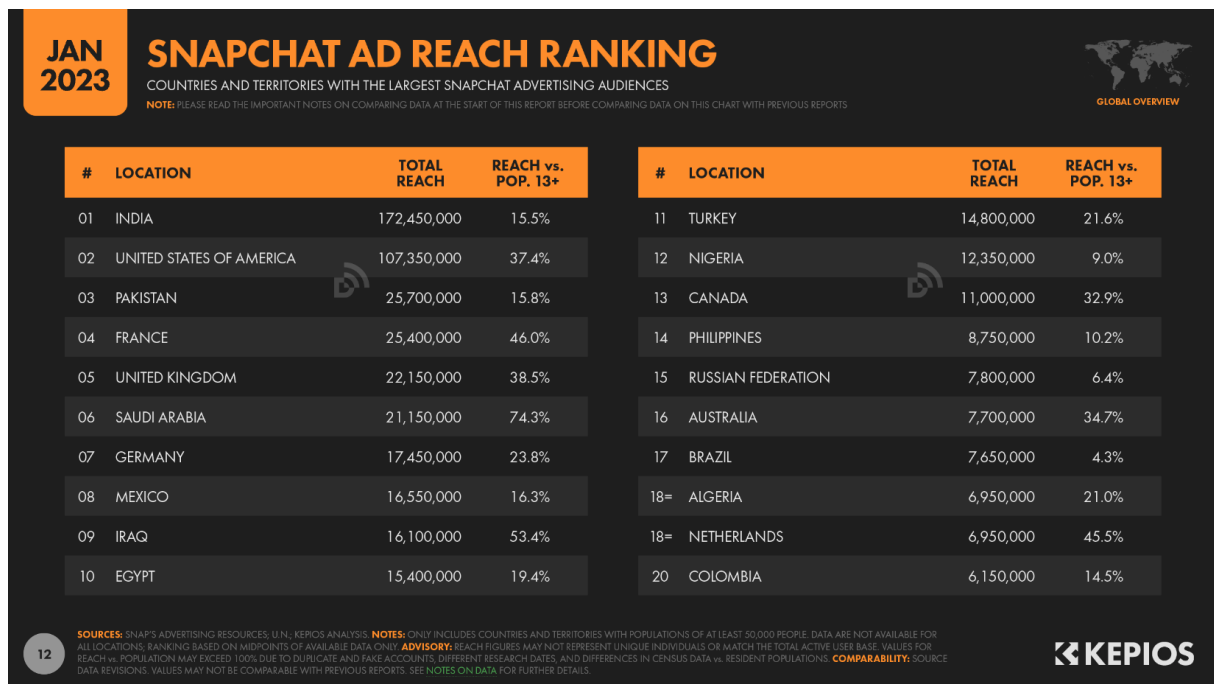 JAN
2023
SNAPCHAT AD REACH RANKING
COUNTRIES AND TERRITORIES WITH THE LARGEST SNAPCHAT ADVERTISING AUDIENCES
NOTE: PLEASE READ THE IMPORTANT NOTES ON COMPARING DATA AT THE START OF THIS REPORT BEFORE COMPARING DATA ON THIS CHART WITH PREVIOUS REPORTS
GLOBAL OVERVIEW
# LOCATION TOTAL REACH REACH vs. POP. 13+
01 INDIA 172,450,000 15.5%
02 UNITED STATES OF AMERICA 107,350,000 37.4%
03 PAKISTAN 25,700,000 15.8%
04 FRANCE 25,400,000 46.0%
05 UNITED KINGDOM 22,150,000 38.5%
06 SAUDI ARABIA 21,150,000 74.3%
07 GERMANY 17,450,000 23.8%
08 MEXICO 16,550,000 16.3%
09 IRAQ 16,100,000 53.4%
10 EGYPT 15,400,000 19.4%
# LOCATION TOTAL REACH REACH vs. POP. 13+
11 TURKEY 14,800,000 21.6%
12 NIGERIA 12,350,000 9.0%
13 CANADA 11,000,000 32.9%
14 PHILIPPINES 8,750,000 10.2%
15 RUSSIAN FEDERATION 7,800,000 6.4%
16 AUSTRALIA 7,700,000 34.7%
17 BRAZIL 7,650,000 4.3%
18= ALGERIA 6,950,000 21.0%
18= NETHERLANDS 6,950,000 45.5%
20 COLOMBIA 6,150,000 14.5%
12
SOURCES: SNAP'S ADVERTISING RESOURCES; U.N.; KEPIOS ANALYSIS. NOTES: ONLY INCLUDES COUNTRIES AND TERRITORIES WITH POPULATIONS OF AT LEAST 50,000 PEOPLE. DATA ARE NOT AVAILABLE FOR
ALL LOCATIONS; RANKING BASED ON MIDPOINTS OF AVAILABLE DATA ONLY. ADVISORY: REACH FIGURES MAY NOT REPRESENT UNIQUE INDIVIDUALS OR MATCH THE TOTAL ACTIVE USER BASE. VALUES FOR
REACH vs. POPULATION MAY EXCEED 100% DUE TO DUPLICATE AND FAKE ACCOUNTS, DIFFERENT RESEARCH DATES, AND DIFFERENCES IN CENSUS DATA vs. RESIDENT POPULATIONS. COMPARABILITY: SOURCE
DATA REVISIONS. VALUES MAY NOT BE COMPARABLE WITH PREVIOUS REPORTS. SEE NOTES ON DATA FOR FURTHER DETAILS.
KEPIOS